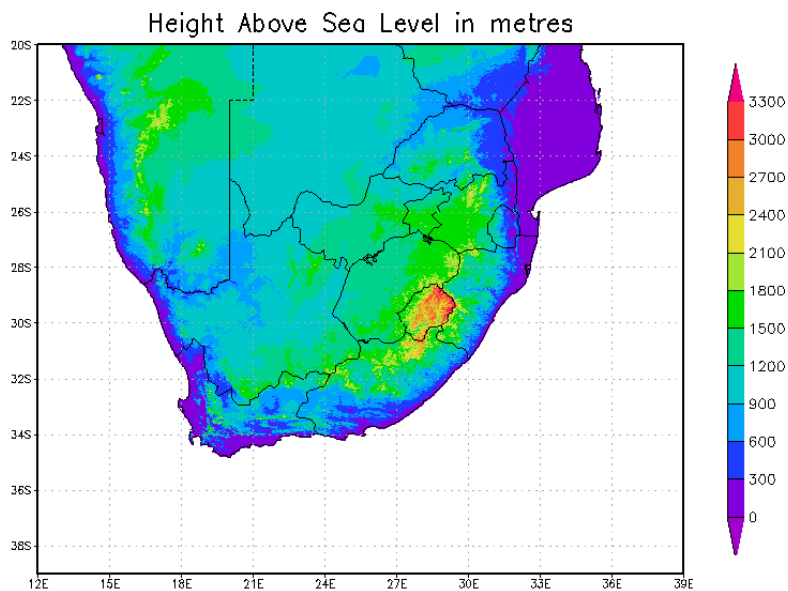 Height Above Sea Level in metres
20S
22S
24S
26S
28S
30S
32S
34S
36S
38S
12E 15E 18E 21E 24E 27E 30E 33E 36E 39E
3300
3000
2700
2400
2100
1800
1500
1200
900
600
300
0